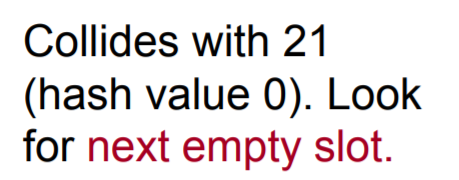 Collides with 21
(hash value 0). Look
for next empty slot.